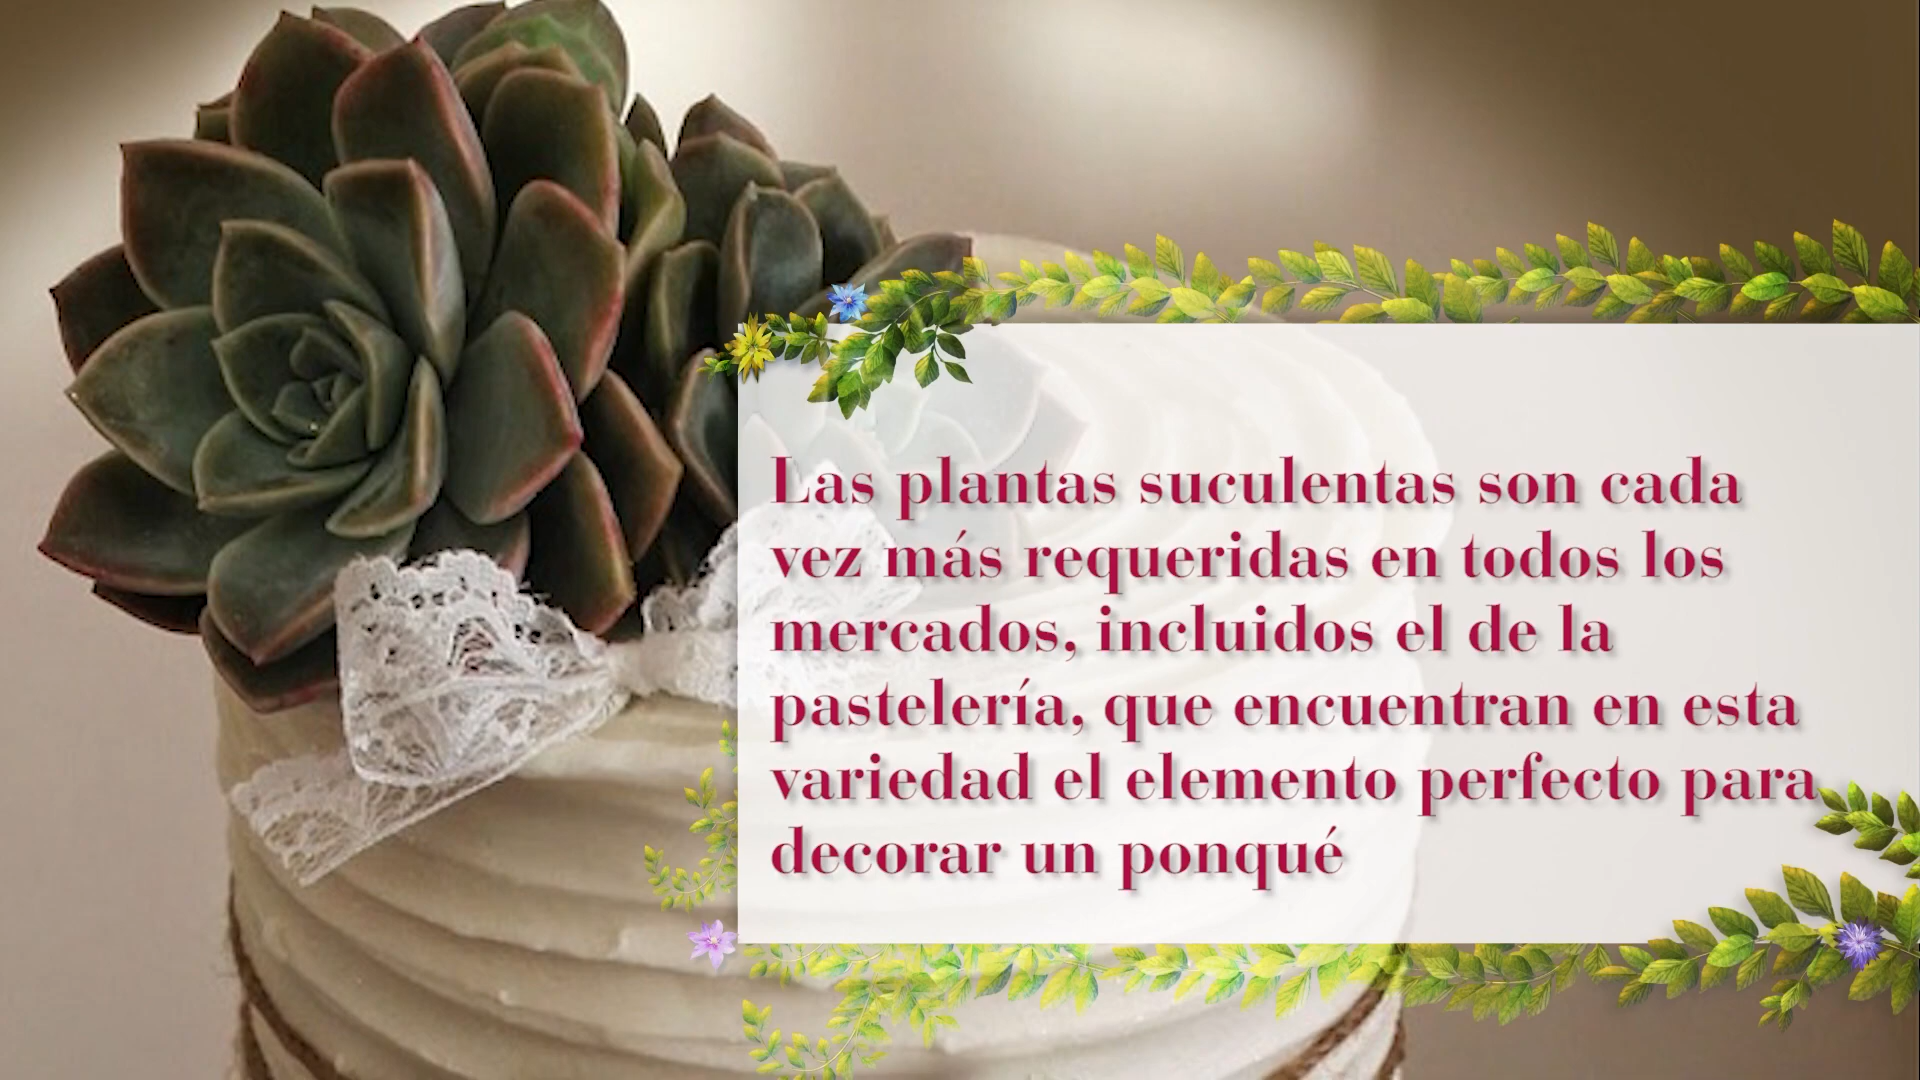 Las plantas suculentas son cada
vez más requeridas en todos los
mercados, incluidos el de la
pastelería, que encuentran en esta
variedad el elemento perfecto para
decorar un ponqué